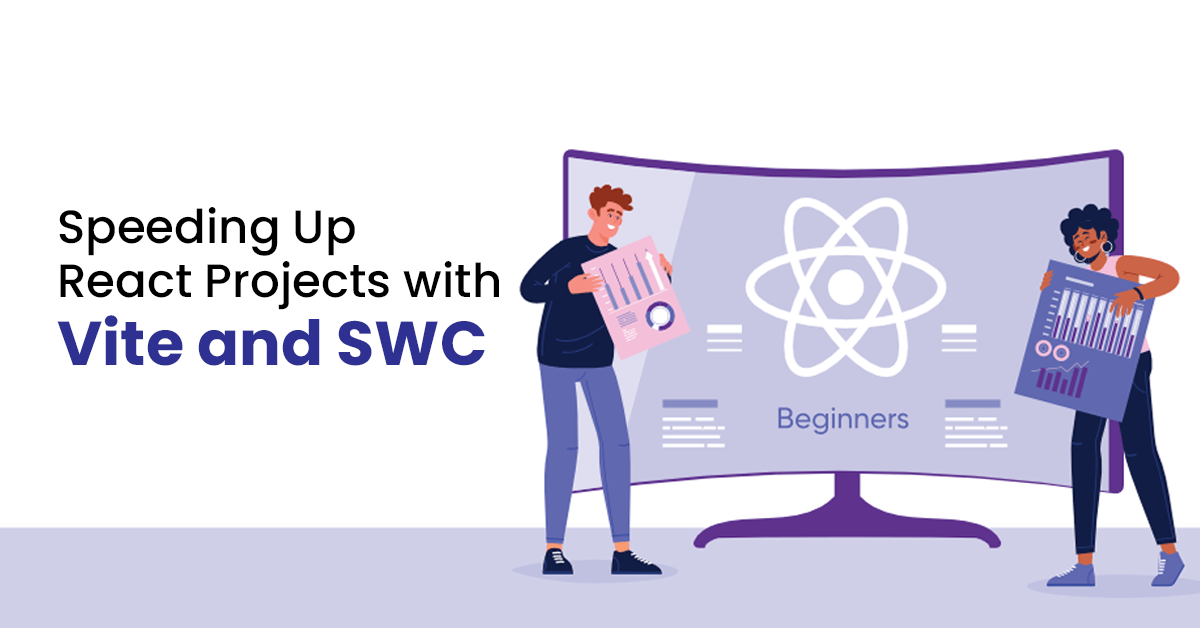 Speeding Up
React Projects with
Vite and SWC
Beginners